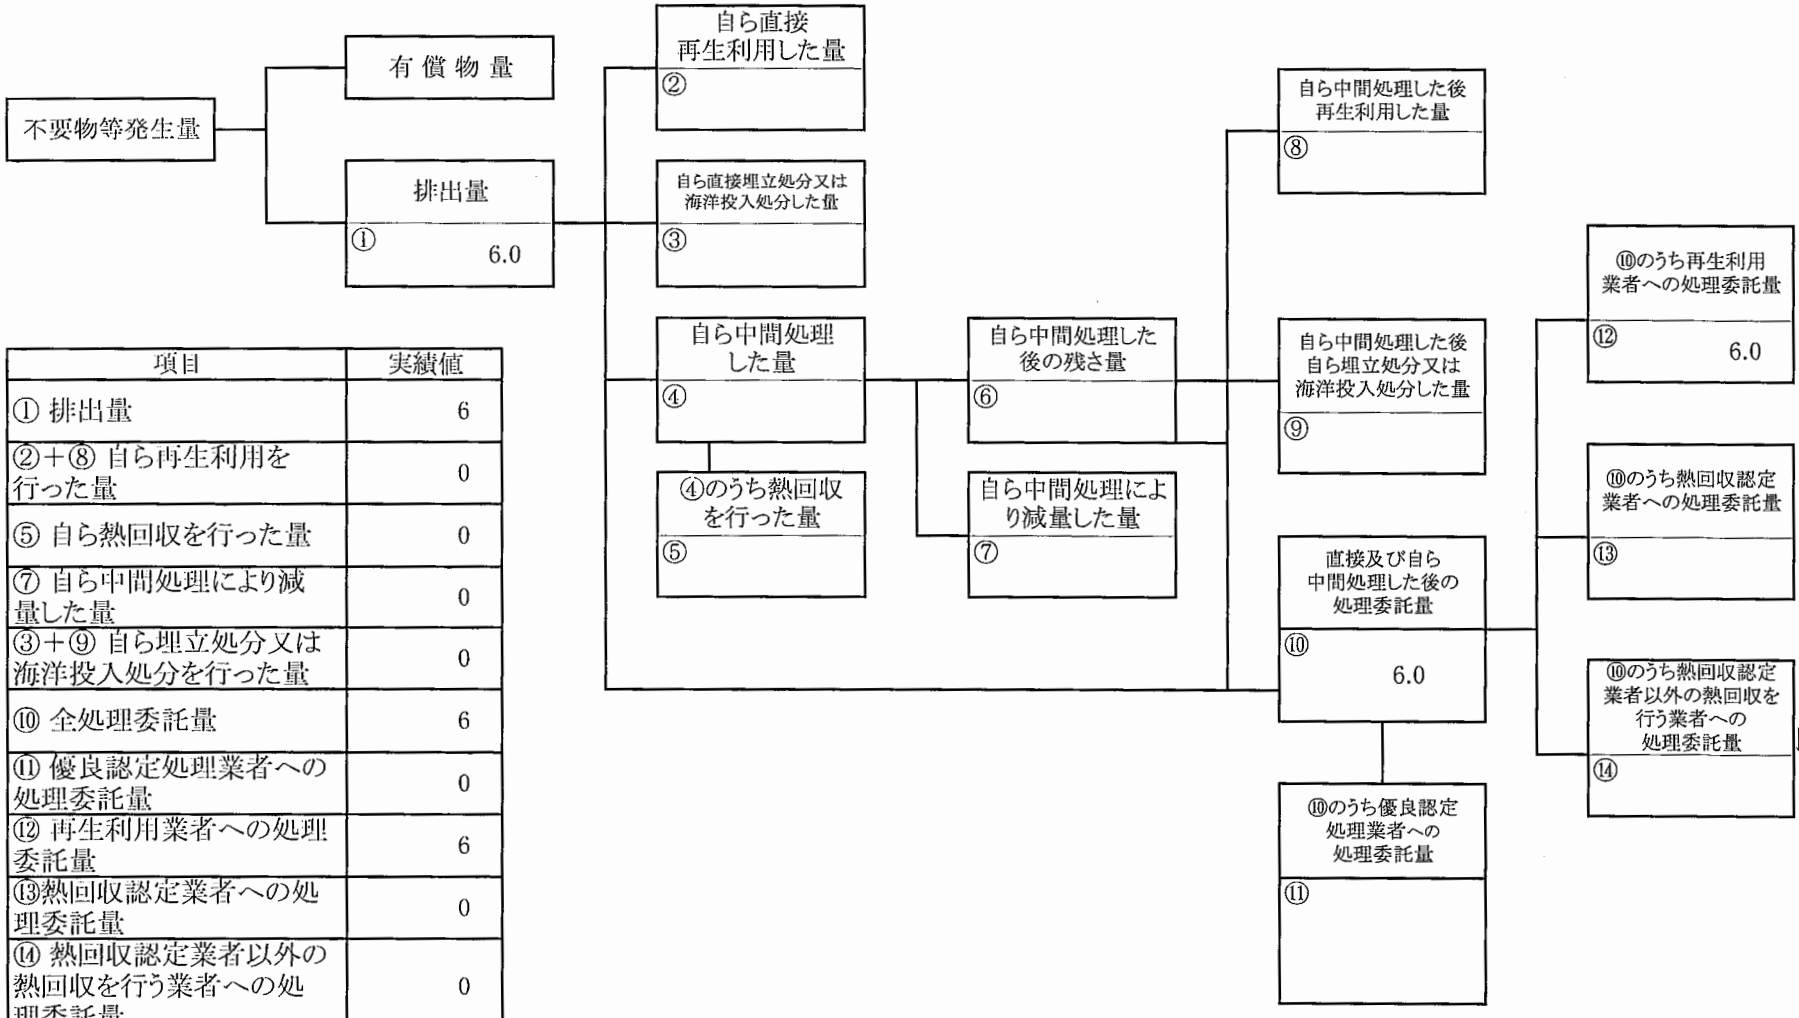 不要物等発生量
有償物量
排出量
①
6.0
自ら直接
再生利用した量
②
自ら直接埋立処分又は
海洋投入処分した量
③
自ら中間処理
した量
④
④のうち熱回収
を行った量
⑤
自ら中間処理した
後の残さ量
⑥
自ら中間処理によ
り減量した量
⑦
自ら中間処理した後
再生利用した量
⑧
自ら中間処理した後
自ら埋立処分又は
海洋投入処分した量
⑨
直接及び自ら
中間処理した後の
処理委託量
⑩
6.0
⑩のうち優良認定
処理業者への
処理委託量
⑪
⑩のうち再生利用
業者への処理委託量
⑫
6.0
⑩のうち熱回収認定
業者への処理委託量
⑬
⑩のうち熱回収認定
業者以外の熱回収を
行う業者への
処理委託量
⑭
項目 実績値
① 排出量 6
②＋⑧ 自ら再生利用を
行った量 0
⑤ 自ら熱回収を行った量 0
⑦ 自ら中間処理により減
量した量 0
③＋⑨ 自ら埋立処分又は
海洋投入処分を行った量 0
⑩ 全処理委託量 6
⑪ 優良認定処理業者への
処理委託量 0
⑫ 再生利用業者への処理
委託量 6
⑬熱回収認定業者への処
理委託量 0
⑭ 熱回収認定業者以外の
熱回収を行う業者への処 0
理委託量